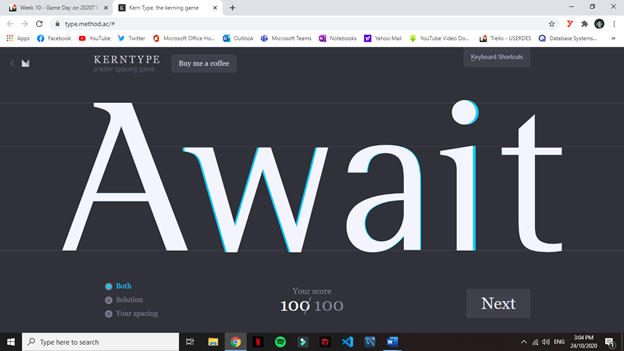 Week 10 - Game Day on 2020T1
Kern Type, the kerning game
type.method.ac/#
Apps Facebook YouTube Twitter Microsoft Office Ho... Outlook Microsoft Teams Notebooks Yahoo Mail YouTube Video Do... Trello - USERDES Database Systems...
KERNTYPE
a letter spacing game
Buy me a coffee
Keyboard Shortcuts
Await
Both
Solution
Your spacing
Your score
100/100
Next
Type here to search
ENG
3:04 PM
24/10/2020